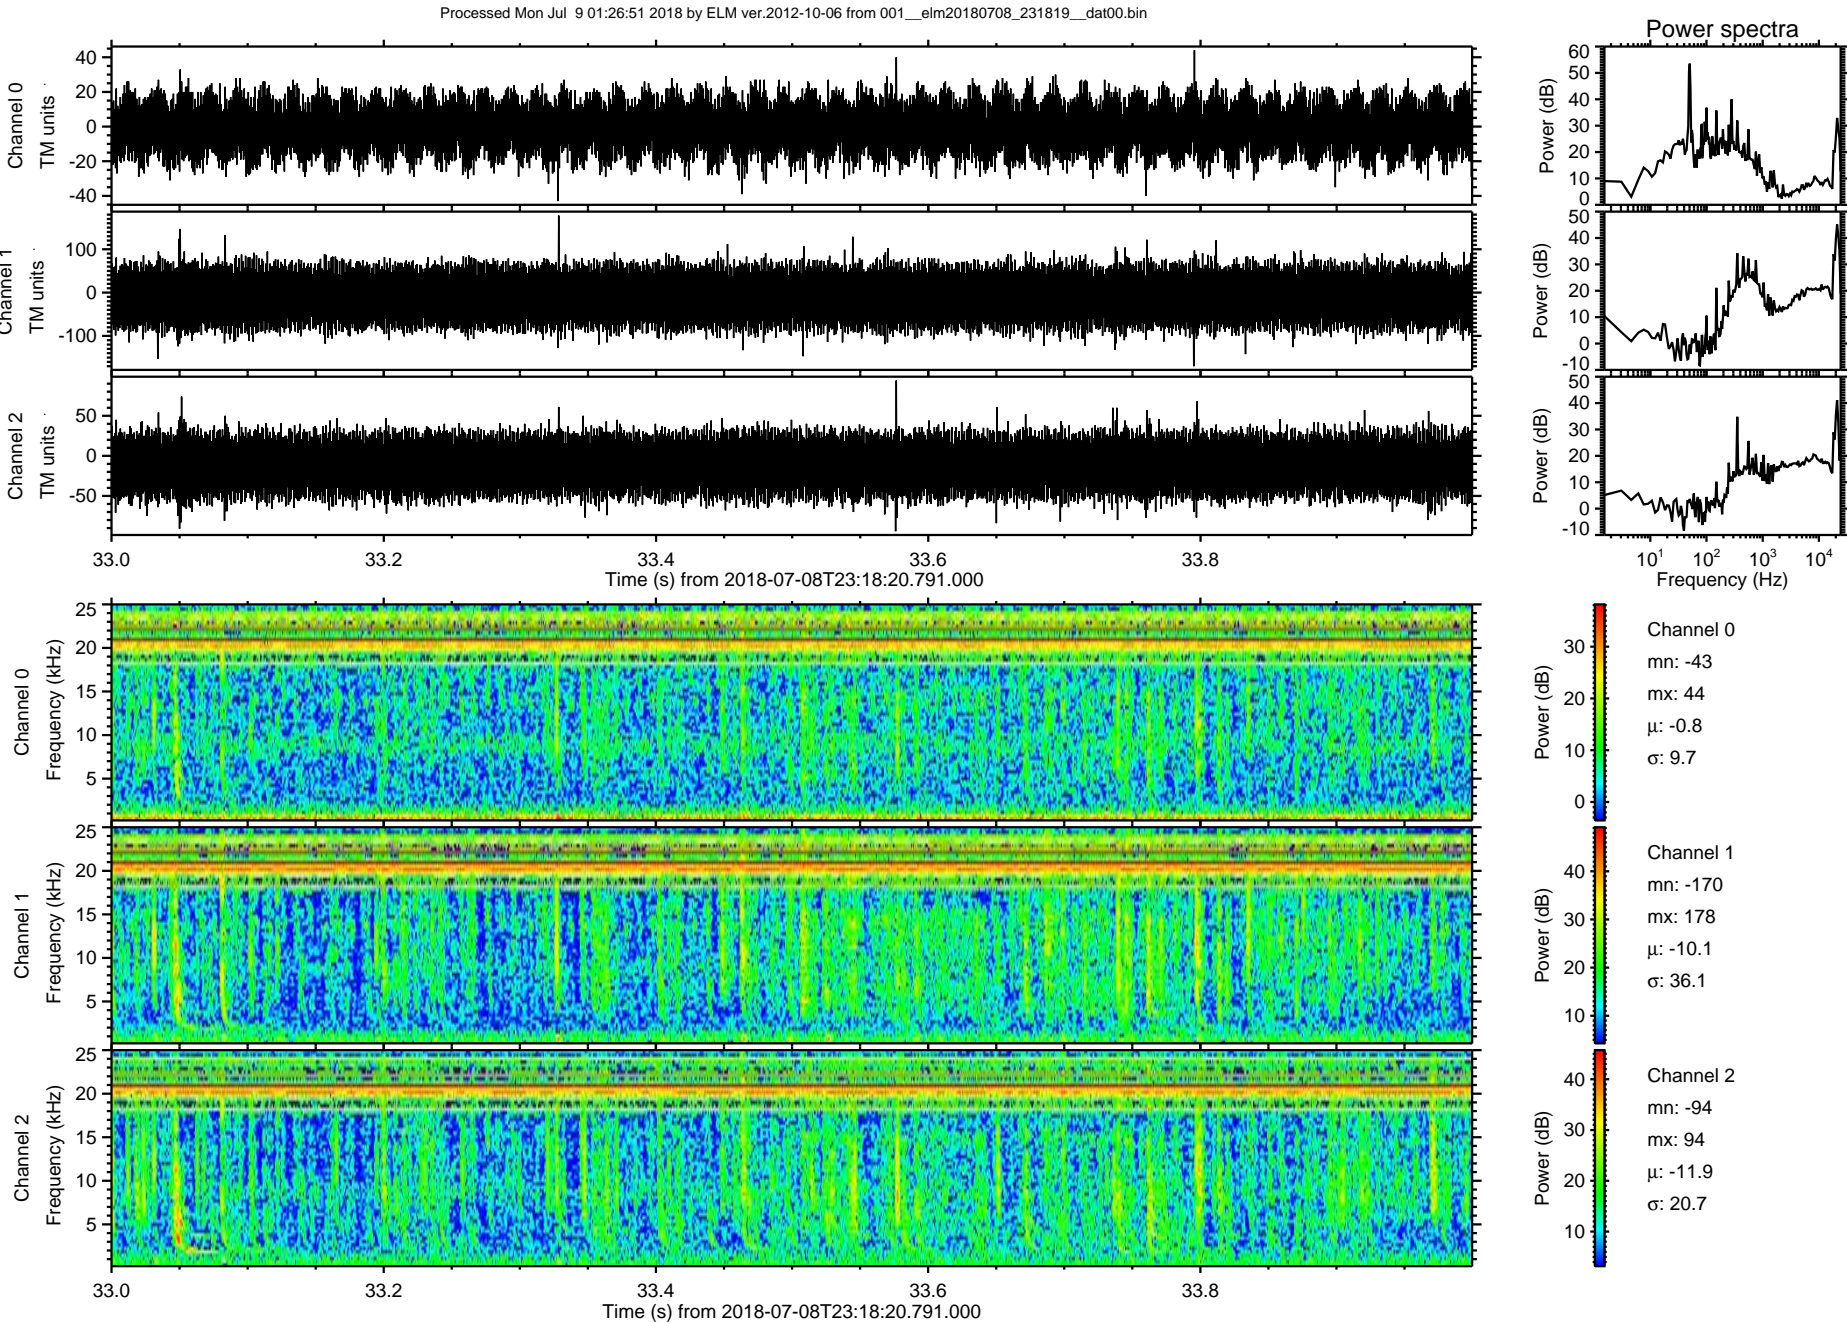 Processed Mon Jul  9 01:26:51 2018 by ELM ver.2012-10-06 from 001__elm20180708_231819__dat00.bin
Power spectra
Channel 0
TM units
40
20
0
-20
-40
Power (dB)
60
50
40
30
20
10
0
Channel 1
TM units
100
0
-100
Power (dB)
50
40
30
20
10
0
-10
Channel 2
TM units
50
0
-50
Power (dB)
50
40
30
20
10
0
-10
33.0 33.2 33.4 33.6 33.8
Time (s) from 2018-07-08T23:18:20.791.000
10¹ 10² 10³ 10⁴
Frequency (Hz)
Channel 0
Frequency (kHz)
25
20
15
10
5
Power (dB)
30
20
10
0
Channel 0
mn: -43
mx: 44
μ: -0.8
σ: 9.7
Channel 1
Frequency (kHz)
25
20
15
10
5
Power (dB)
40
30
20
10
Channel 1
mn: -170
mx: 178
μ: -10.1
σ: 36.1
Channel 2
Frequency (kHz)
25
20
15
10
5
Power (dB)
40
30
20
10
Channel 2
mn: -94
mx: 94
μ: -11.9
σ: 20.7
33.0 33.2 33.4 33.6 33.8
Time (s) from 2018-07-08T23:18:20.791.000